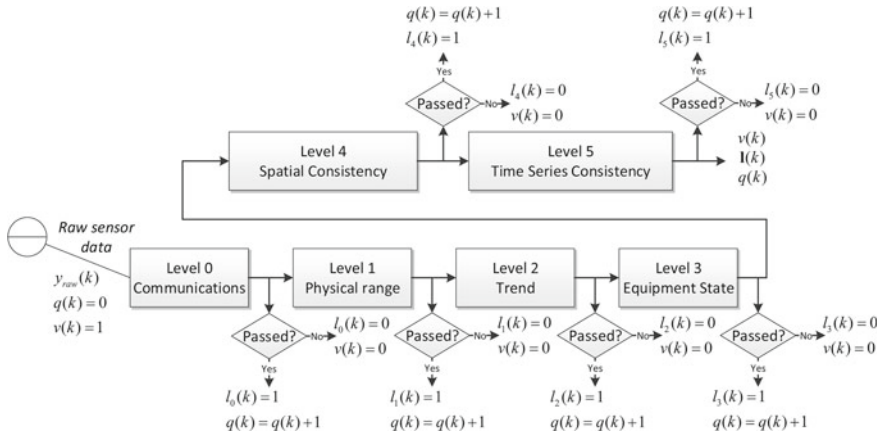 q(k) = q(k)+1
l₄(k) = 1
Yes
Passed?
No
l₄(k) = 0
v(k) = 0
q(k) = q(k)+1
l₅(k) = 1
Yes
Passed?
No
l₅(k) = 0
v(k) = 0
Level 4
Spatial Consistency
Level 5
Time Series Consistency
v(k)
l(k)
q(k)
Raw sensor
data
y_raw(k)
q(k) = 0
v(k) = 1
Level 0
Communications
Level 1
Physical range
Level 2
Trend
Level 3
Equipment State
Passed?
No
l₀(k) = 0
v(k) = 0
Yes
l₀(k) = 1
q(k) = q(k)+1
Passed?
No
l₁(k) = 0
v(k) = 0
Yes
l₁(k) = 1
q(k) = q(k)+1
Passed?
No
l₂(k) = 0
v(k) = 0
Yes
l₂(k) = 1
q(k) = q(k)+1
Passed?
No
l₃(k) = 0
v(k) = 0
Yes
l₃(k) = 1
q(k) = q(k)+1